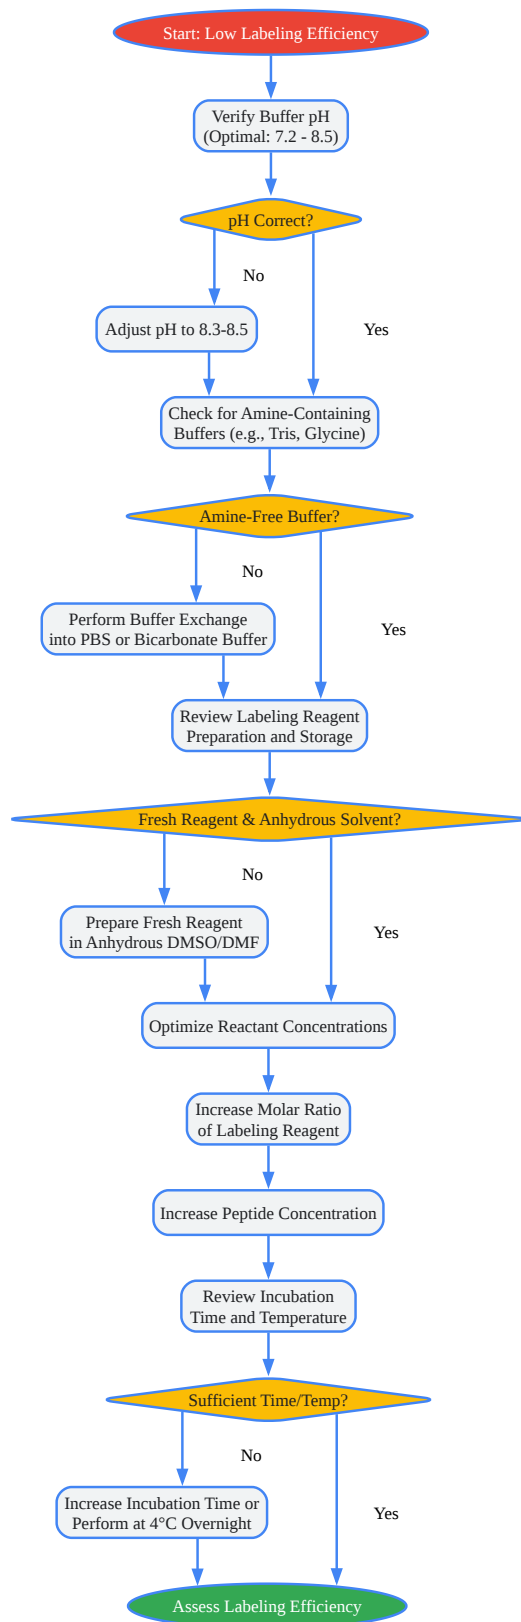 Start: Low Labeling Efficiency
Verify Buffer pH
(Optimal: 7.2 - 8.5)
pH Correct?
No
Yes
Adjust pH to 8.3-8.5
Check for Amine-Containing
Buffers (e.g., Tris, Glycine)
Amine-Free Buffer?
No
Yes
Perform Buffer Exchange
into PBS or Bicarbonate Buffer
Review Labeling Reagent
Preparation and Storage
Fresh Reagent & Anhydrous Solvent?
No
Yes
Prepare Fresh Reagent
in Anhydrous DMSO/DMF
Optimize Reactant Concentrations
Increase Molar Ratio
of Labeling Reagent
Increase Peptide Concentration
Review Incubation
Time and Temperature
Sufficient Time/Temp?
No
Yes
Increase Incubation Time or
Perform at 4°C Overnight
Assess Labeling Efficiency